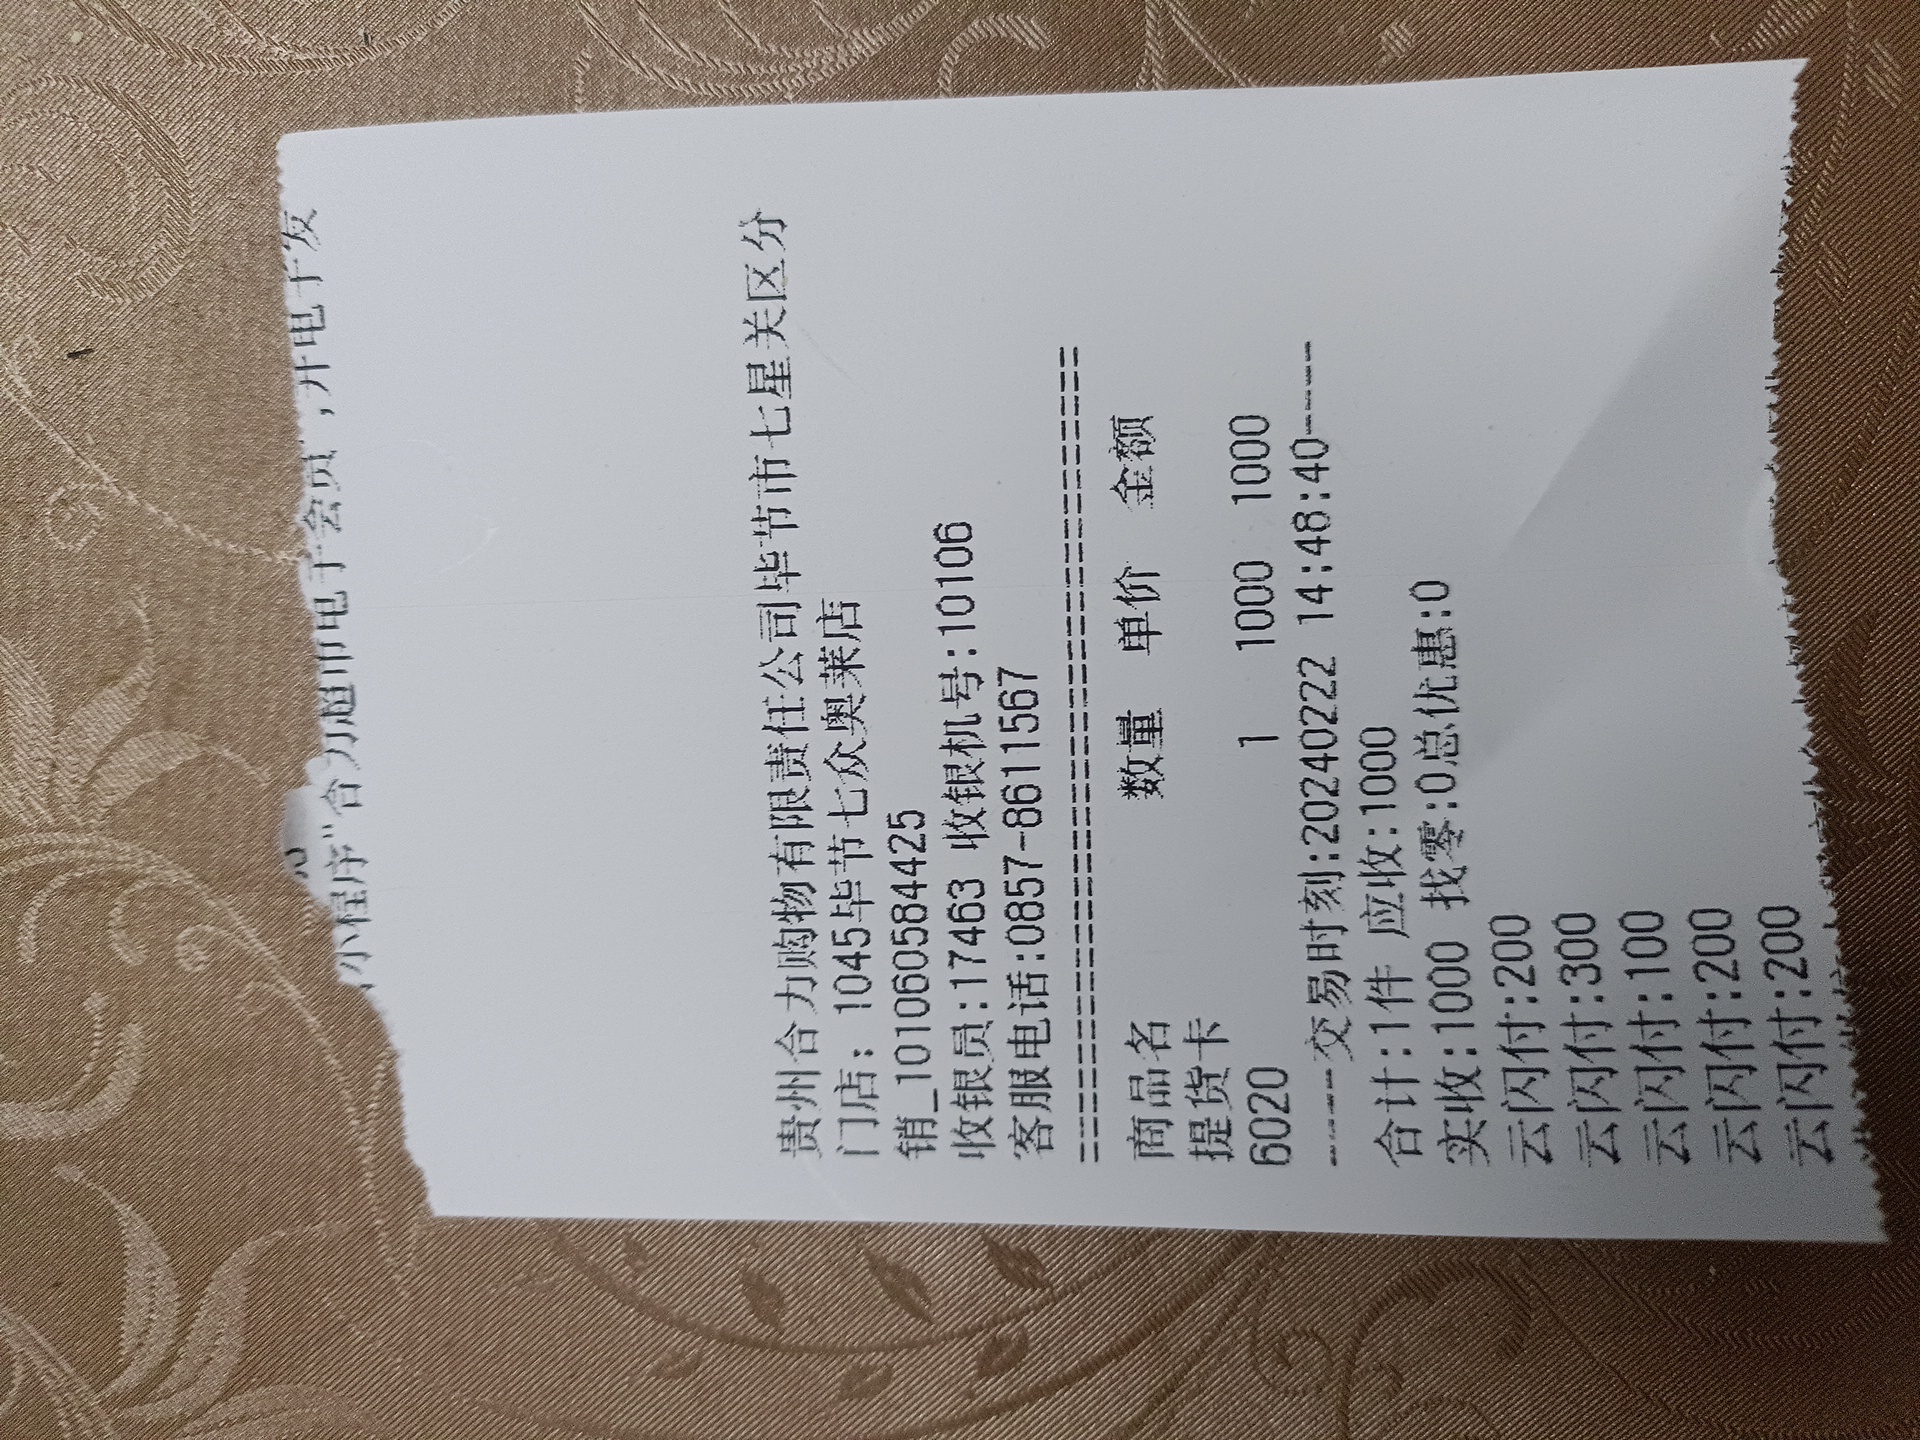 小程序"合力超市电子会员",开电子发
贵州合力购物有限责任公司毕节市七星关区分
门店: 1045毕节七众奥莱店
销_101060584425
收银员:17463 收银机号:10106
客服电话:0857-8611567
==========================================
商品名 数量 单价 金额
提货卡
6020 1 1000 1000
-----交易时刻:20240222 14:48:40-----
合计:1件 应收:1000
实收:1000 找零:0总优惠:0
云闪付:200
云闪付:300
云闪付:100
云闪付:200
云闪付:200